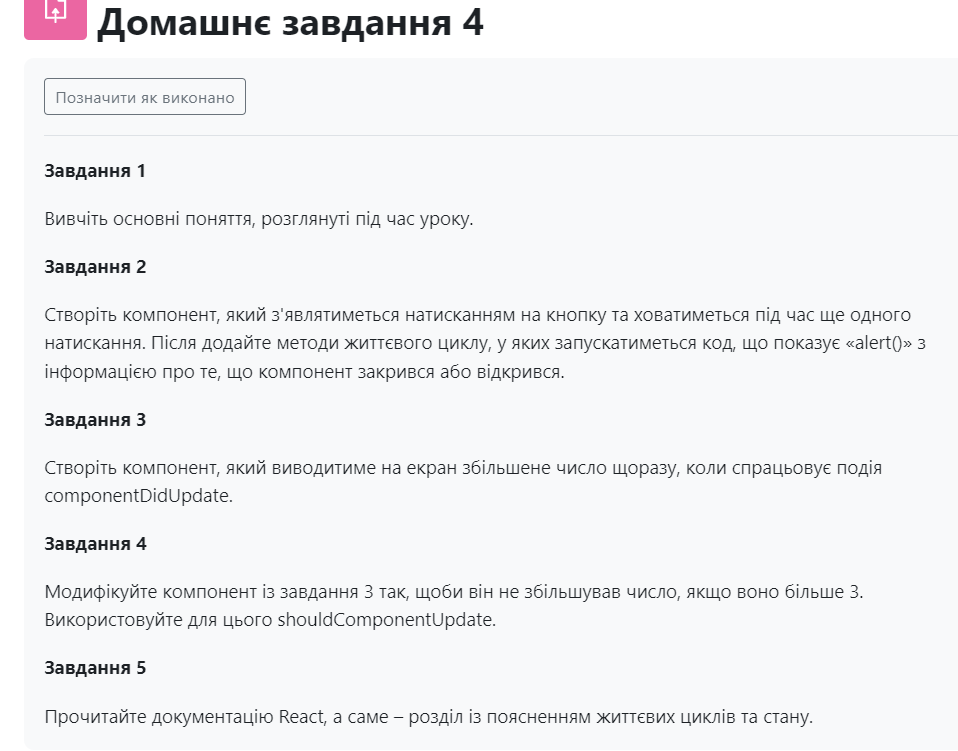 Домашнє завдання 4
Позначити як виконано
Завдання 1
Вивчіть основні поняття, розглянуті під час уроку.
Завдання 2
Створіть компонент, який з'являтиметься натисканням на кнопку та ховатиметься під час ще одного
натискання. Після додайте методи життєвого циклу, у яких запускатиметься код, що показує «alert()» з
інформацією про те, що компонент закрився або відкрився.
Завдання 3
Створіть компонент, який виводитиме на екран збільшене число щоразу, коли спрацьовує подія
componentDidUpdate.
Завдання 4
Модифікуйте компонент із завдання 3 так, щоби він не збільшував число, якщо воно більше 3.
Використовуйте для цього shouldComponentUpdate.
Завдання 5
Прочитайте документацію React, а саме – розділ із поясненням життєвих циклів та стану.